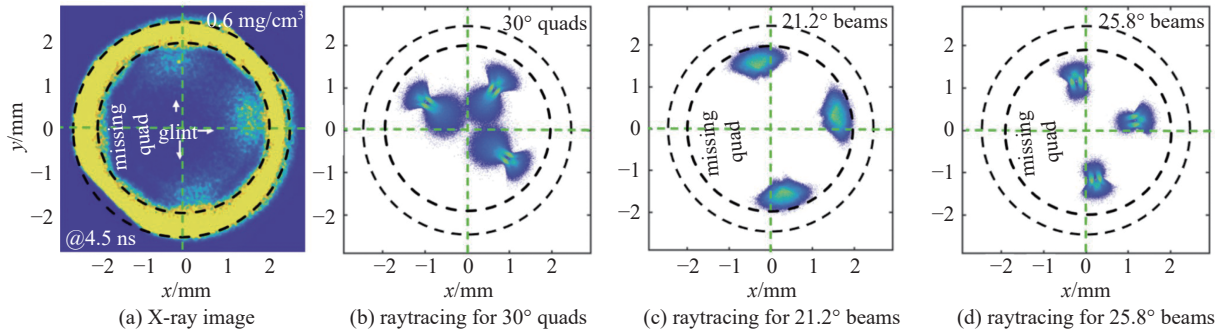 0.6 mg/cm³
missing
quad
glint
@4.5 ns
y/mm
2
1
0
−1
−2
−2 −1 0 1 2
x/mm
(a) X-ray image
30° quads
missing
quad
2
1
0
−1
−2
−2 −1 0 1 2
x/mm
(b) raytracing for 30° quads
21.2° beams
missing
quad
2
1
0
−1
−2
−2 −1 0 1 2
x/mm
(c) raytracing for 21.2° beams
25.8° beams
missing
quad
2
1
0
−1
−2
−2 −1 0 1 2
x/mm
(d) raytracing for 25.8° beams